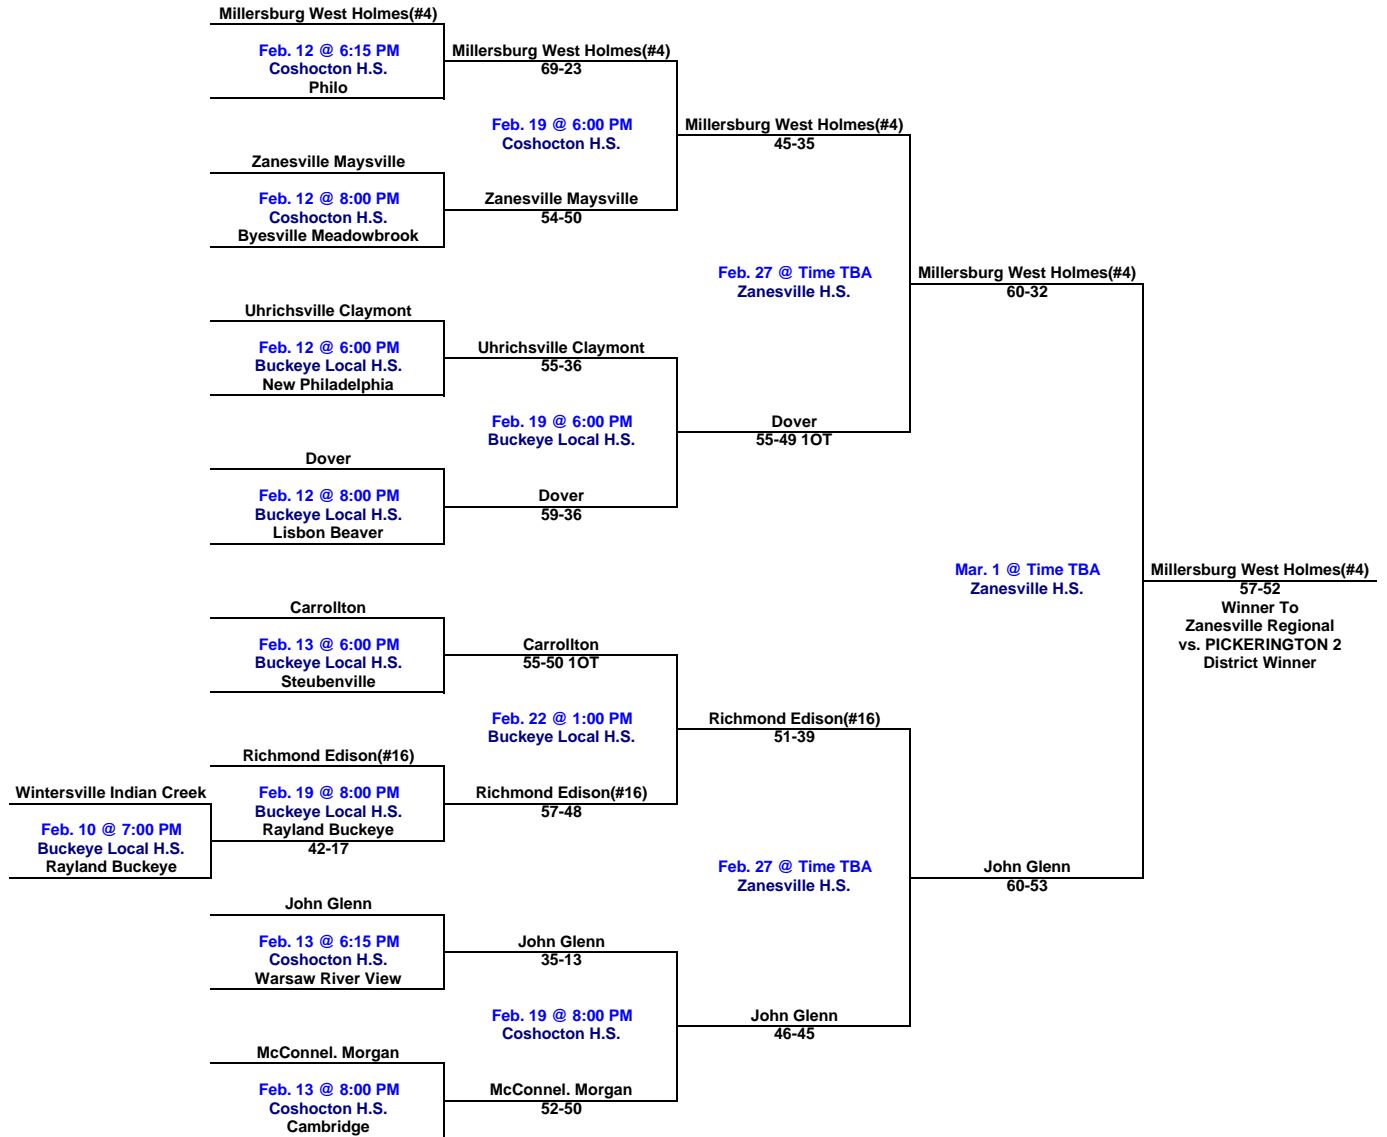 Millersburg West Holmes(#4)
Feb. 12 @ 6:15 PM
Coshocton H.S.
Philo
Millersburg West Holmes(#4)
69-23
Feb. 19 @ 6:00 PM
Coshocton H.S.
Zanesville Maysville
Feb. 12 @ 8:00 PM
Coshocton H.S.
Byesville Meadowbrook
Zanesville Maysville
54-50
Millersburg West Holmes(#4)
45-35
Feb. 27 @ Time TBA
Zanesville H.S.
Uhrichsville Claymont
Feb. 12 @ 6:00 PM
Buckeye Local H.S.
New Philadelphia
Uhrichsville Claymont
55-36
Feb. 19 @ 6:00 PM
Buckeye Local H.S.
Dover
Feb. 12 @ 8:00 PM
Buckeye Local H.S.
Lisbon Beaver
Dover
59-36
Dover
55-49 1OT
Millersburg West Holmes(#4)
60-32
Mar. 1 @ Time TBA
Zanesville H.S.
Millersburg West Holmes(#4)
57-52
Winner To
Zanesville Regional
vs. PICKERINGTON 2
District Winner
Carrollton
Feb. 13 @ 6:00 PM
Buckeye Local H.S.
Steubenville
Carrollton
55-50 1OT
Feb. 22 @ 1:00 PM
Buckeye Local H.S.
Wintersville Indian Creek
Feb. 10 @ 7:00 PM
Buckeye Local H.S.
Rayland Buckeye
Richmond Edison(#16)
Feb. 19 @ 8:00 PM
Buckeye Local H.S.
Rayland Buckeye
42-17
Richmond Edison(#16)
57-48
Richmond Edison(#16)
51-39
Feb. 27 @ Time TBA
Zanesville H.S.
John Glenn
60-53
John Glenn
Feb. 13 @ 6:15 PM
Coshocton H.S.
Warsaw River View
John Glenn
35-13
Feb. 19 @ 8:00 PM
Coshocton H.S.
John Glenn
46-45
McConnel. Morgan
Feb. 13 @ 8:00 PM
Coshocton H.S.
Cambridge
McConnel. Morgan
52-50